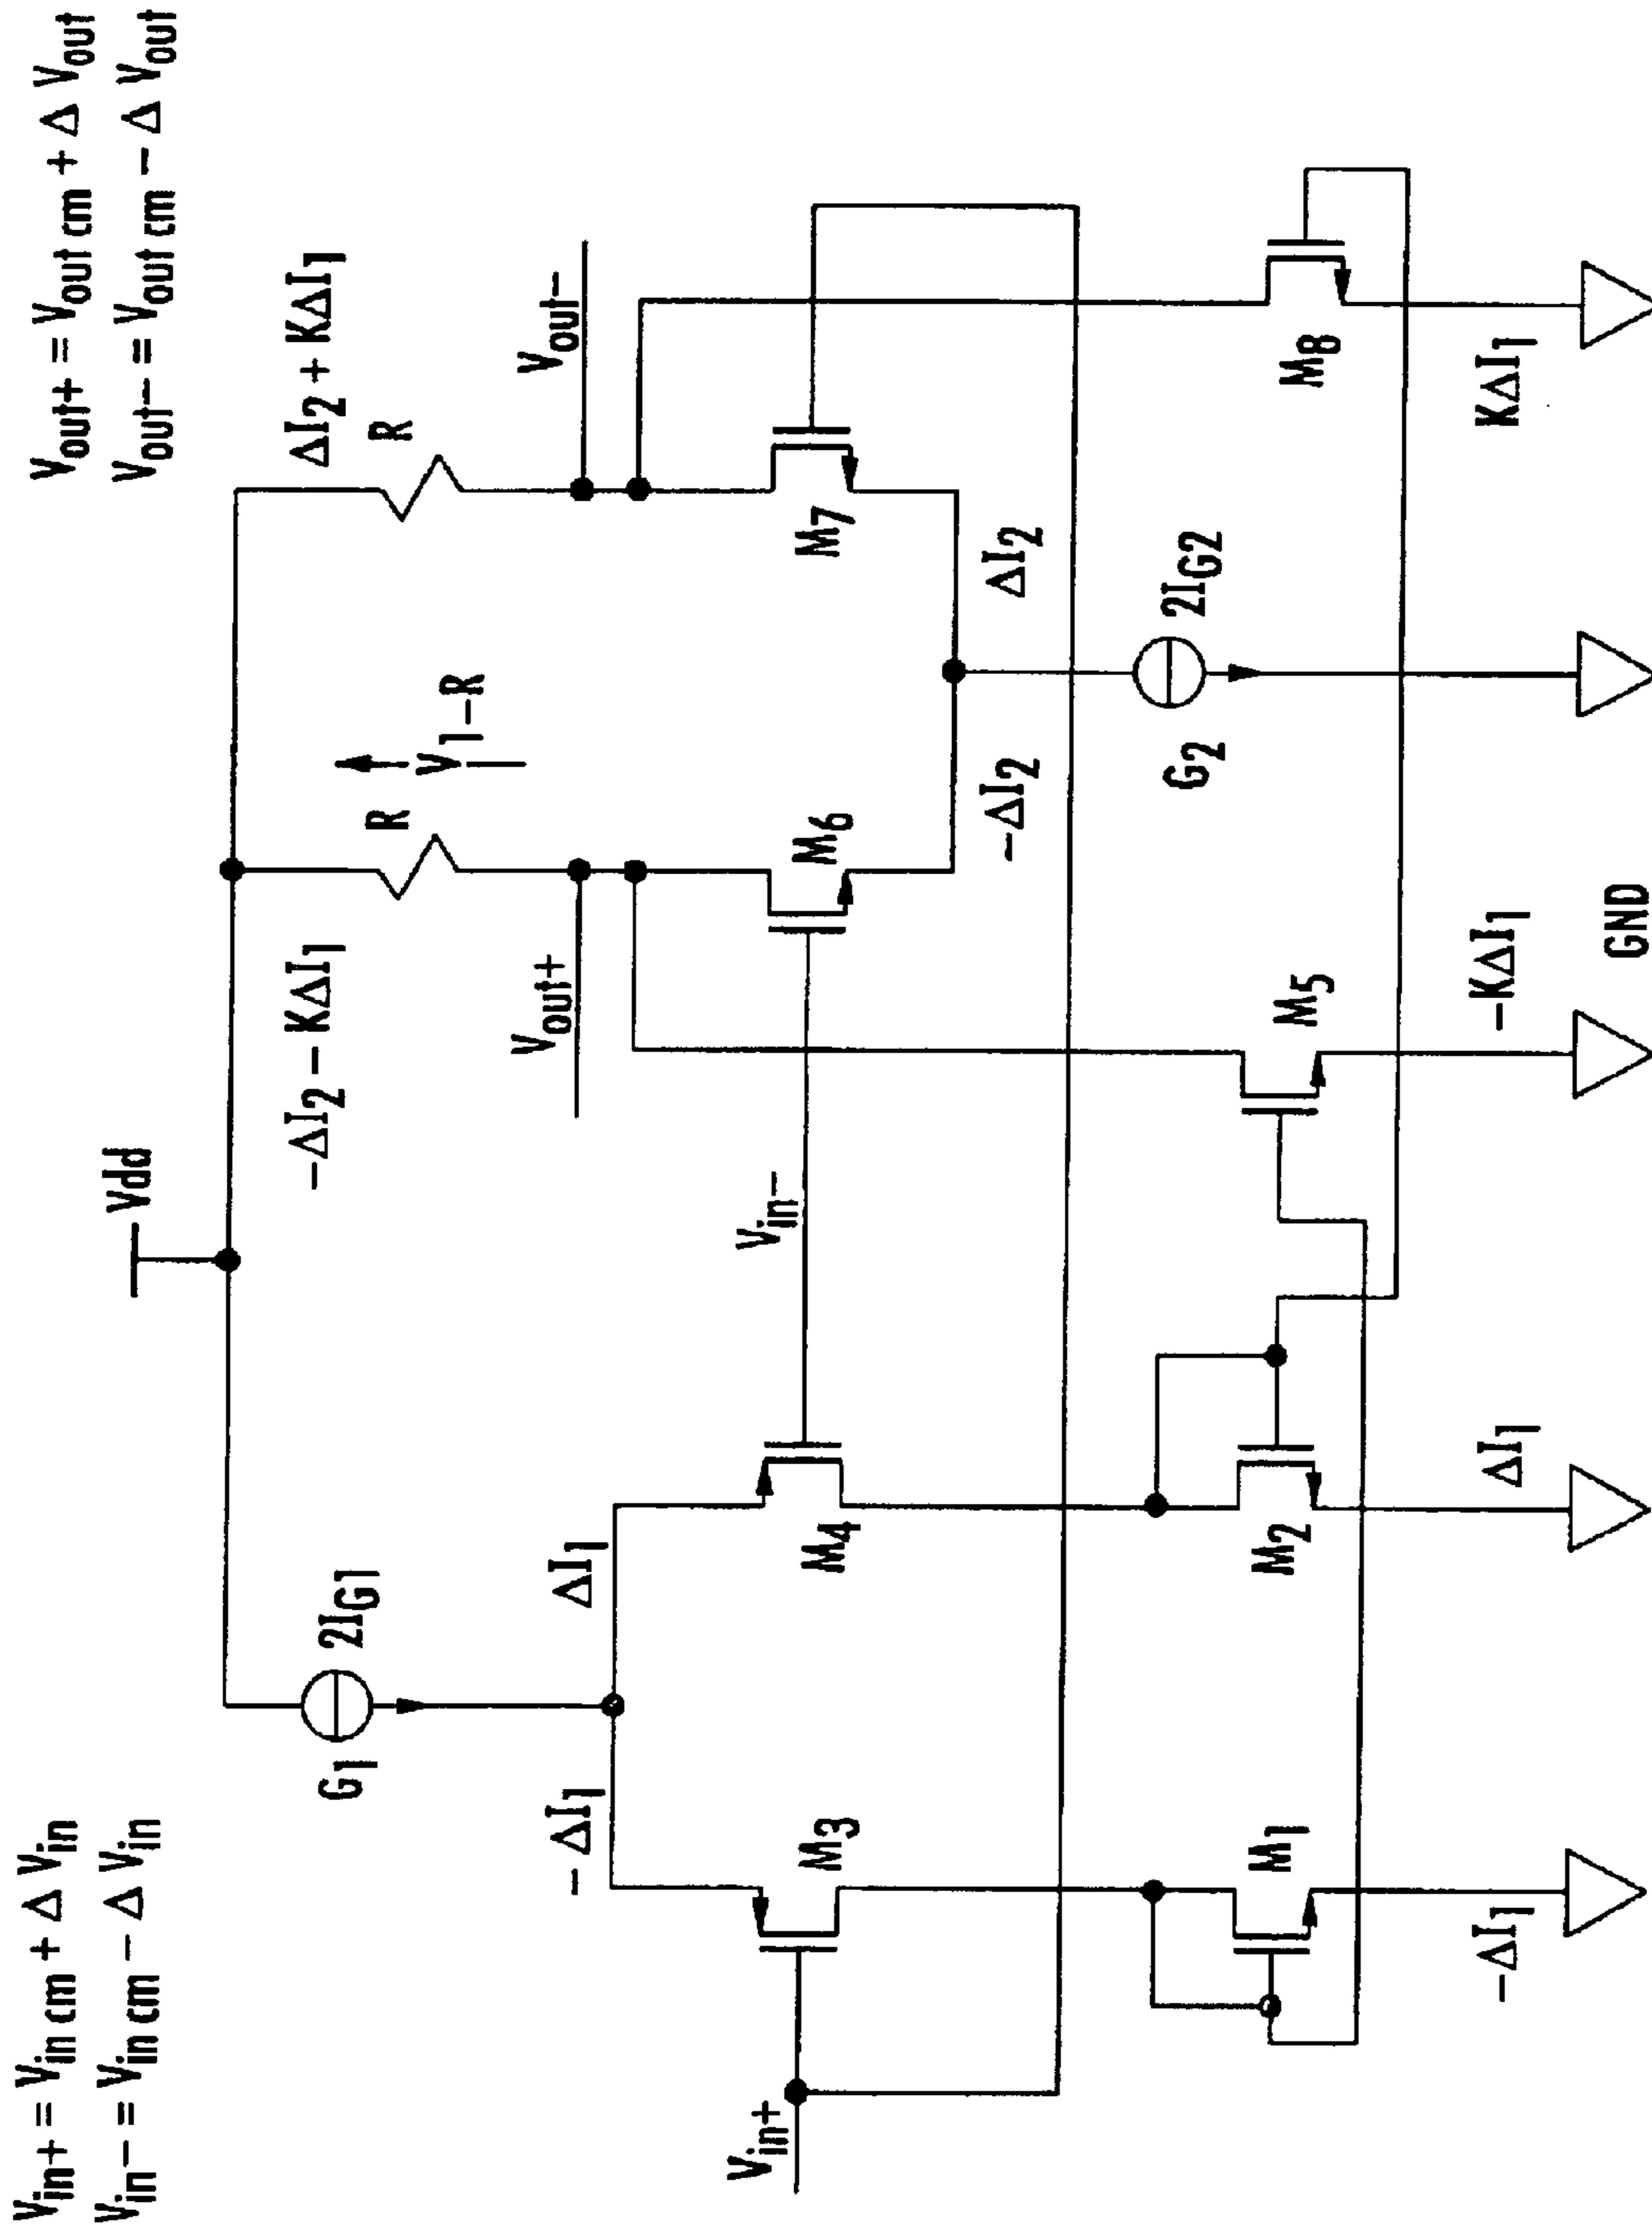 Vin+ = Vin cm + Δ Vin
Vin− = Vin cm − Δ Vin
Vout+ = Vout cm + Δ Vout
Vout− = Vout cm − Δ Vout
Vdd
G1 2IG1
−ΔI2 − KΔI1
R
V1−R
R
ΔI2 + KΔI1
Vout+
Vout−
−ΔI1
ΔI1
Vin+
M3
M4
Vin−
M6
M7
−ΔI2
ΔI2
G2 2IG2
M1
M2
M5
M8
−ΔI1
ΔI1
−KΔI1
KΔI1
GND